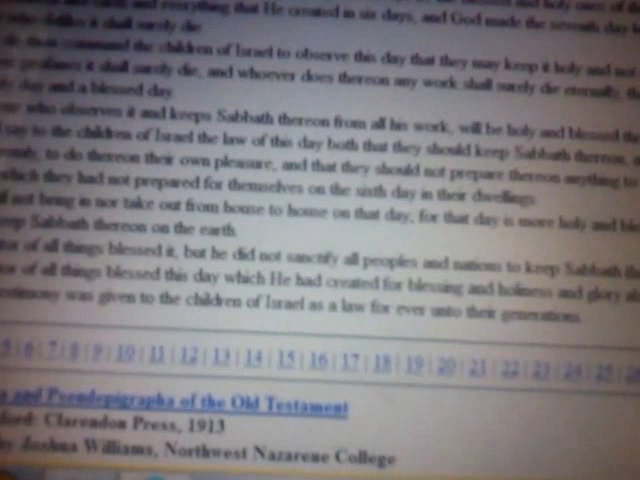 and everything that He created in six days, and God made the seventh day
it shall surely die
command the children of Israel to observe this day that they may keep it holy and not
it shall surely die, and whoever does thereon any work shall surely die eternally,
day and a blessed day
who observes it and keeps Sabbath thereon from all his work, will be holy and blessed
say to the children of Israel the law of this day both that they should keep Sabbath thereon,
to do thereon their own pleasure, and that they should not prepare thereon anything to
which they had not prepared for themselves on the sixth day in their dwellings
not bring in nor take out from house to house on that day, for that day is more holy and
Sabbath thereon on the earth
of all things blessed it, but he did not sanctify all peoples and nations to keep Sabbath
of all things blessed this day which He had created for blessing and holiness and glory
testimony was given to the children of Israel as a law for ever unto their generations.
5 | 6 | 7 | 8 | 9 | 10 | 11 | 12 | 13 | 14 | 15 | 16 | 17 | 18 | 19 | 20 | 21 | 22 | 23 | 24 | 25
and Pseudepigrapha of the Old Testament
Clarendon Press, 1913
by Joshua Williams, Northwest Nazarene College